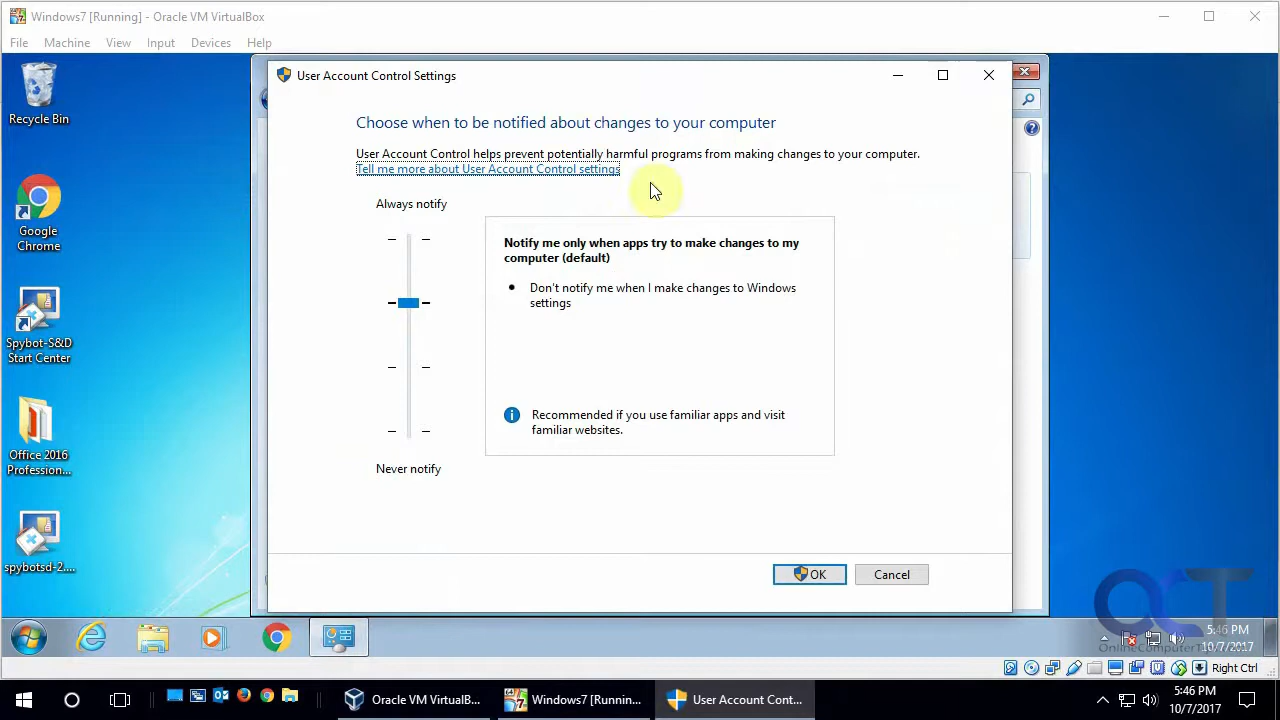 Windows7 [Running] - Oracle VM VirtualBox
File Machine View Input Devices Help
Recycle Bin
Google
Chrome
Spybot-S&D
Start Center
Office 2016
Profession...
spybotsd-2....
User Account Control Settings
Choose when to be notified about changes to your computer
User Account Control helps prevent potentially harmful programs from making changes to your computer.
Tell me more about User Account Control settings
Always notify
Notify me only when apps try to make changes to my
computer (default)
Don't notify me when I make changes to Windows
settings
Recommended if you use familiar apps and visit
familiar websites.
Never notify
OK Cancel
OCT
5:46 PM
10/7/2017
Right Ctrl
Oracle VM VirtualB...
Windows7 [Runnin...
User Account Cont...
5:46 PM
10/7/2017